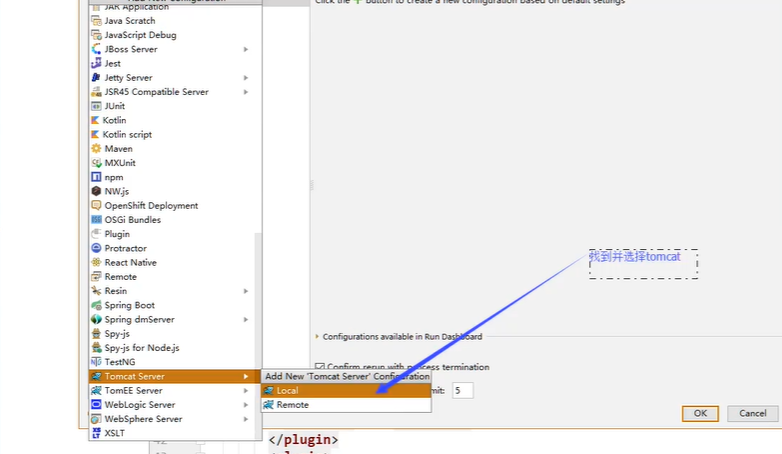 Add New Configuration
JAR Application
Click the + button to create a new configuration based on default settings
Java Scratch
JavaScript Debug
JBoss Server
Jest
Jetty Server
JSR45 Compatible Server
JUnit
Kotlin
Kotlin script
Maven
MXUnit
npm
NW.js
OpenShift Deployment
OSGi Bundles
Plugin
Protractor
React Native
Remote
Resin
Spring Boot
Spring dmServer
Spy-js
Spy-js for Node.js
TestNG
Tomcat Server
TomEE Server
WebLogic Server
WebSphere Server
XSLT
找到并选择tomcat
Configurations available in Run Dashboard
Confirm rerun with process termination
Add New 'Tomcat Server' Configuration
Local
Remote
mit: 5
OK
Cancel
42
</plugin>